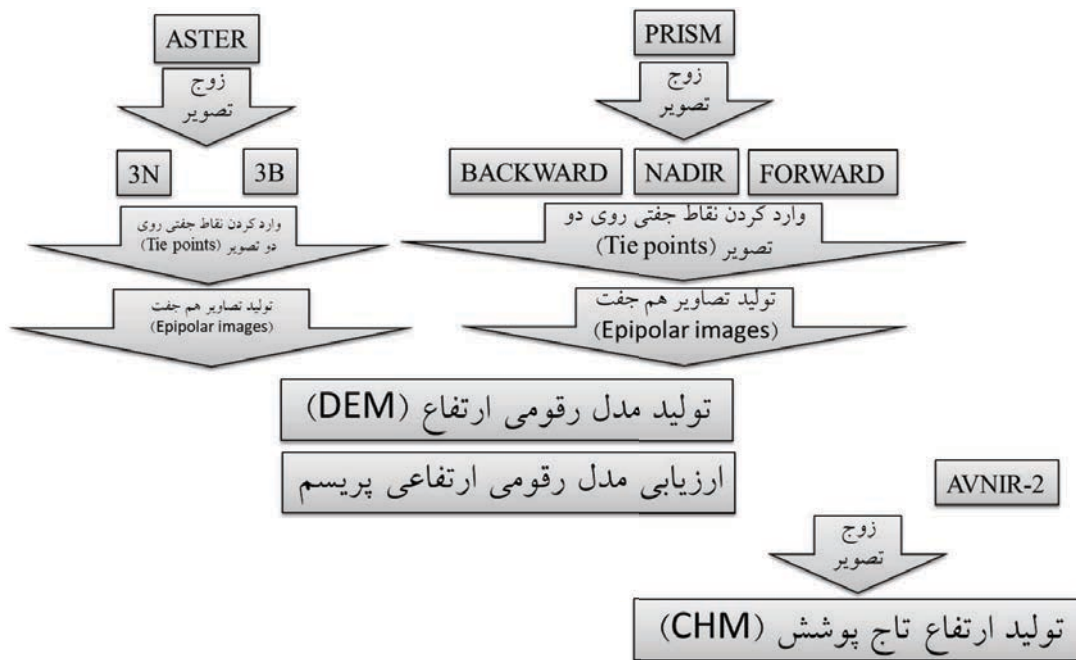 ASTER
PRISM
زوج
تصویر
زوج
تصویر
3N
3B
BACKWARD
NADIR
FORWARD
وارد کردن نقاط جفتی روی
دو تصویر (Tie points)
وارد کردن نقاط جفتی روی دو
تصویر (Tie points)
تولید تصاویر هم جفت
(Epipolar images)
تولید تصاویر هم جفت
(Epipolar images)
تولید مدل رقومی ارتفاع (DEM)
ارزیابی مدل رقومی ارتفاعی پریسم
AVNIR-2
زوج
تصویر
تولید ارتفاع تاج پوشش (CHM)